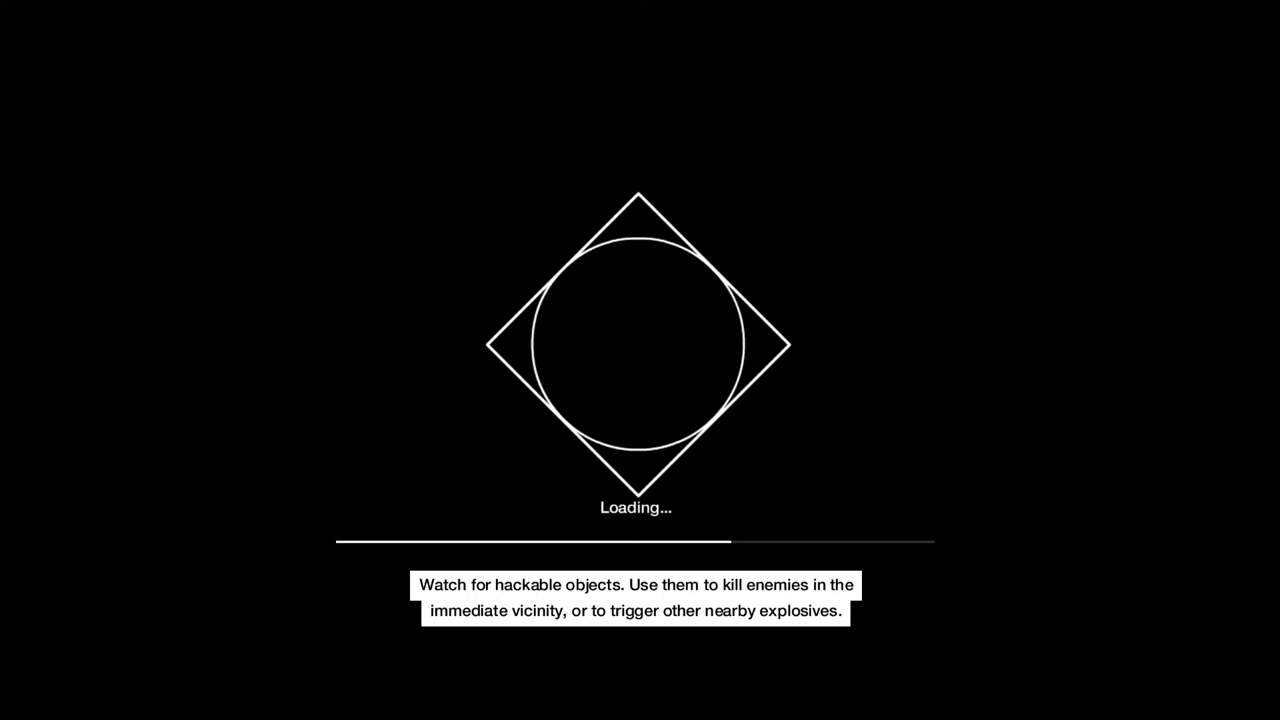 Loading...
Watch for hackable objects. Use them to kill enemies in the
immediate vicinity, or to trigger other nearby explosives.